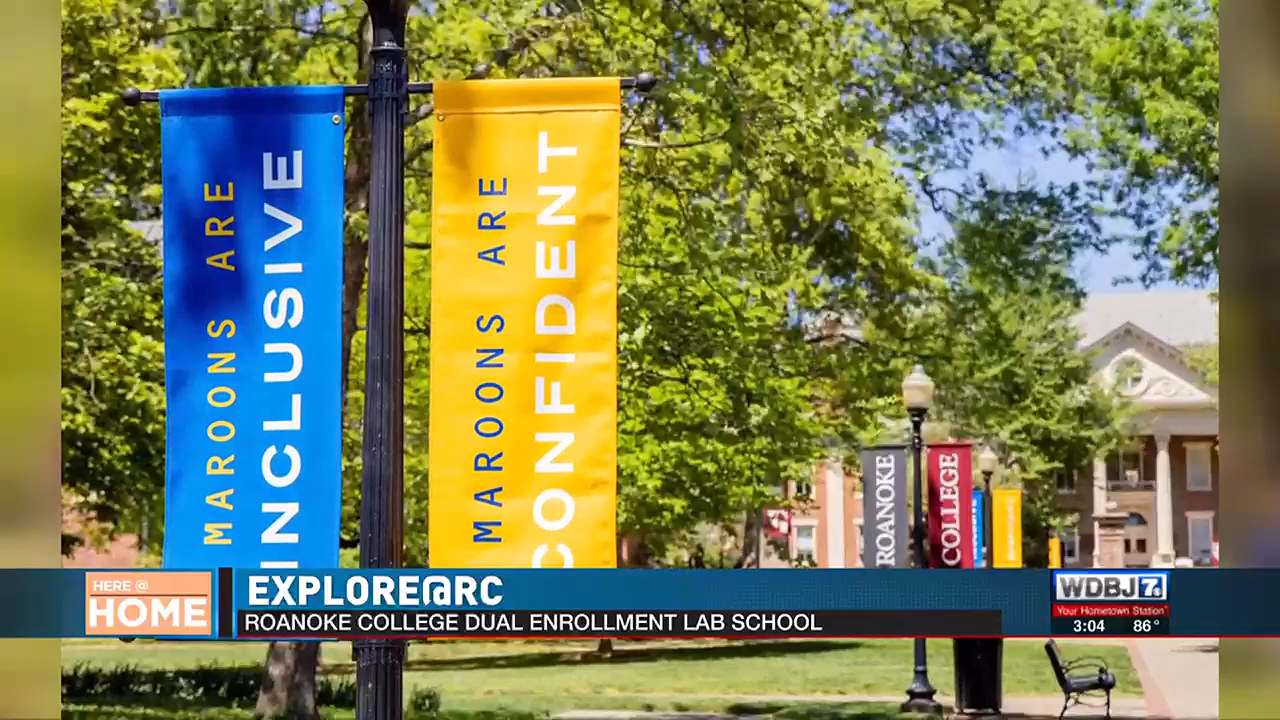 MAROONS ARE
INCLUSIVE
MAROONS ARE
CONFIDENT
ROANOKE
COLLEGE
HERE @
HOME
EXPLORE@RC
ROANOKE COLLEGE DUAL ENROLLMENT LAB SCHOOL
WDBJ7
Your Hometown Station
3:04 86°